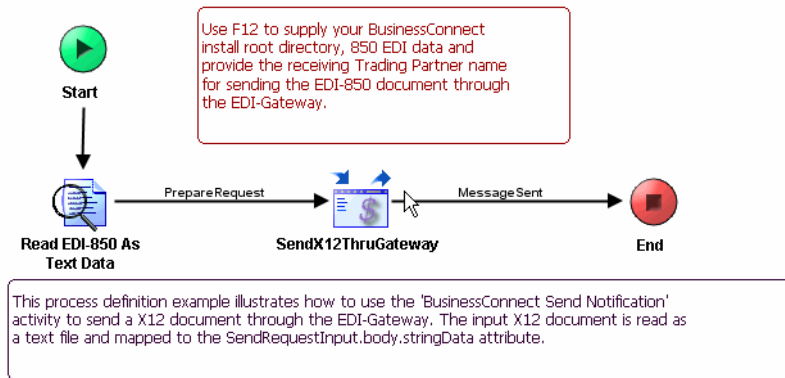 Use F12 to supply your BusinessConnect
install root directory, 850 EDI data and
provide the receiving Trading Partner name
for sending the EDI-850 document through
the EDI-Gateway.
Start
PrepareRequest
MessageSent
Read EDI-850 As
Text Data
SendX12ThruGateway
End
This process definition example illustrates how to use the 'BusinessConnect Send Notification'
activity to send a X12 document through the EDI-Gateway. The input X12 document is read as
a text file and mapped to the SendRequestInput.body.stringData attribute.